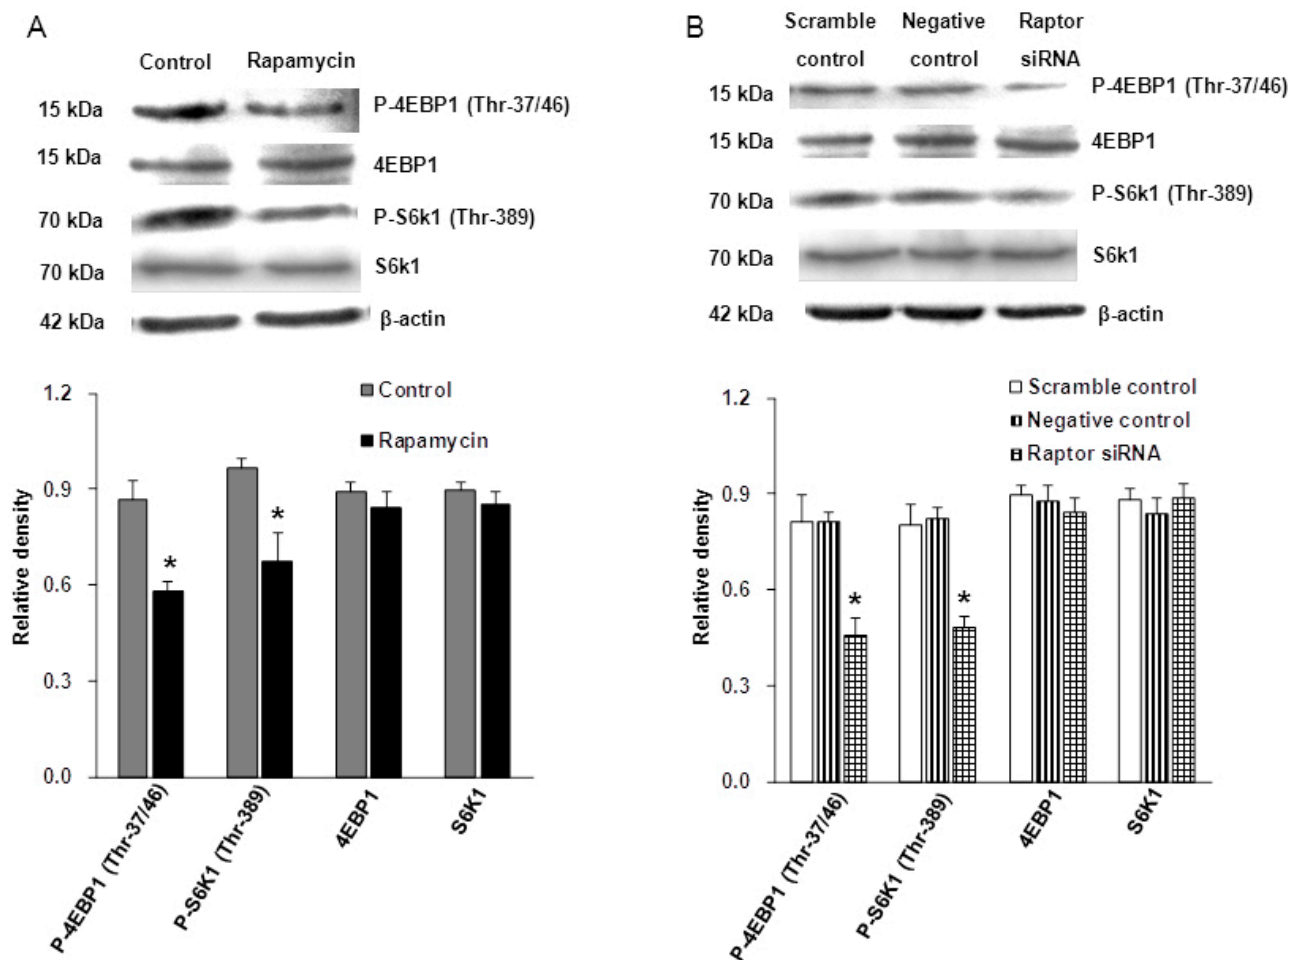 A
Control Rapamycin
15 kDa P-4EBP1 (Thr-37/46)
15 kDa 4EBP1
70 kDa P-S6k1 (Thr-389)
70 kDa S6k1
42 kDa β-actin
1.2
0.9
0.6
0.3
0.0
Relative density
Control
Rapamycin
*
*
P-4EBP1 (Thr-37/46)
P-S6K1 (Thr-389)
4EBP1
S6K1
B
Scramble Negative Raptor
control control siRNA
15 kDa P-4EBP1 (Thr-37/46)
15 kDa 4EBP1
70 kDa P-S6k1 (Thr-389)
70 kDa S6k1
42 kDa β-actin
1.2
0.9
0.6
0.3
0.0
Relative density
Scramble control
Negative control
Raptor siRNA
*
*
P-4EBP1 (Thr-37/46)
P-S6K1 (Thr-389)
4EBP1
S6K1